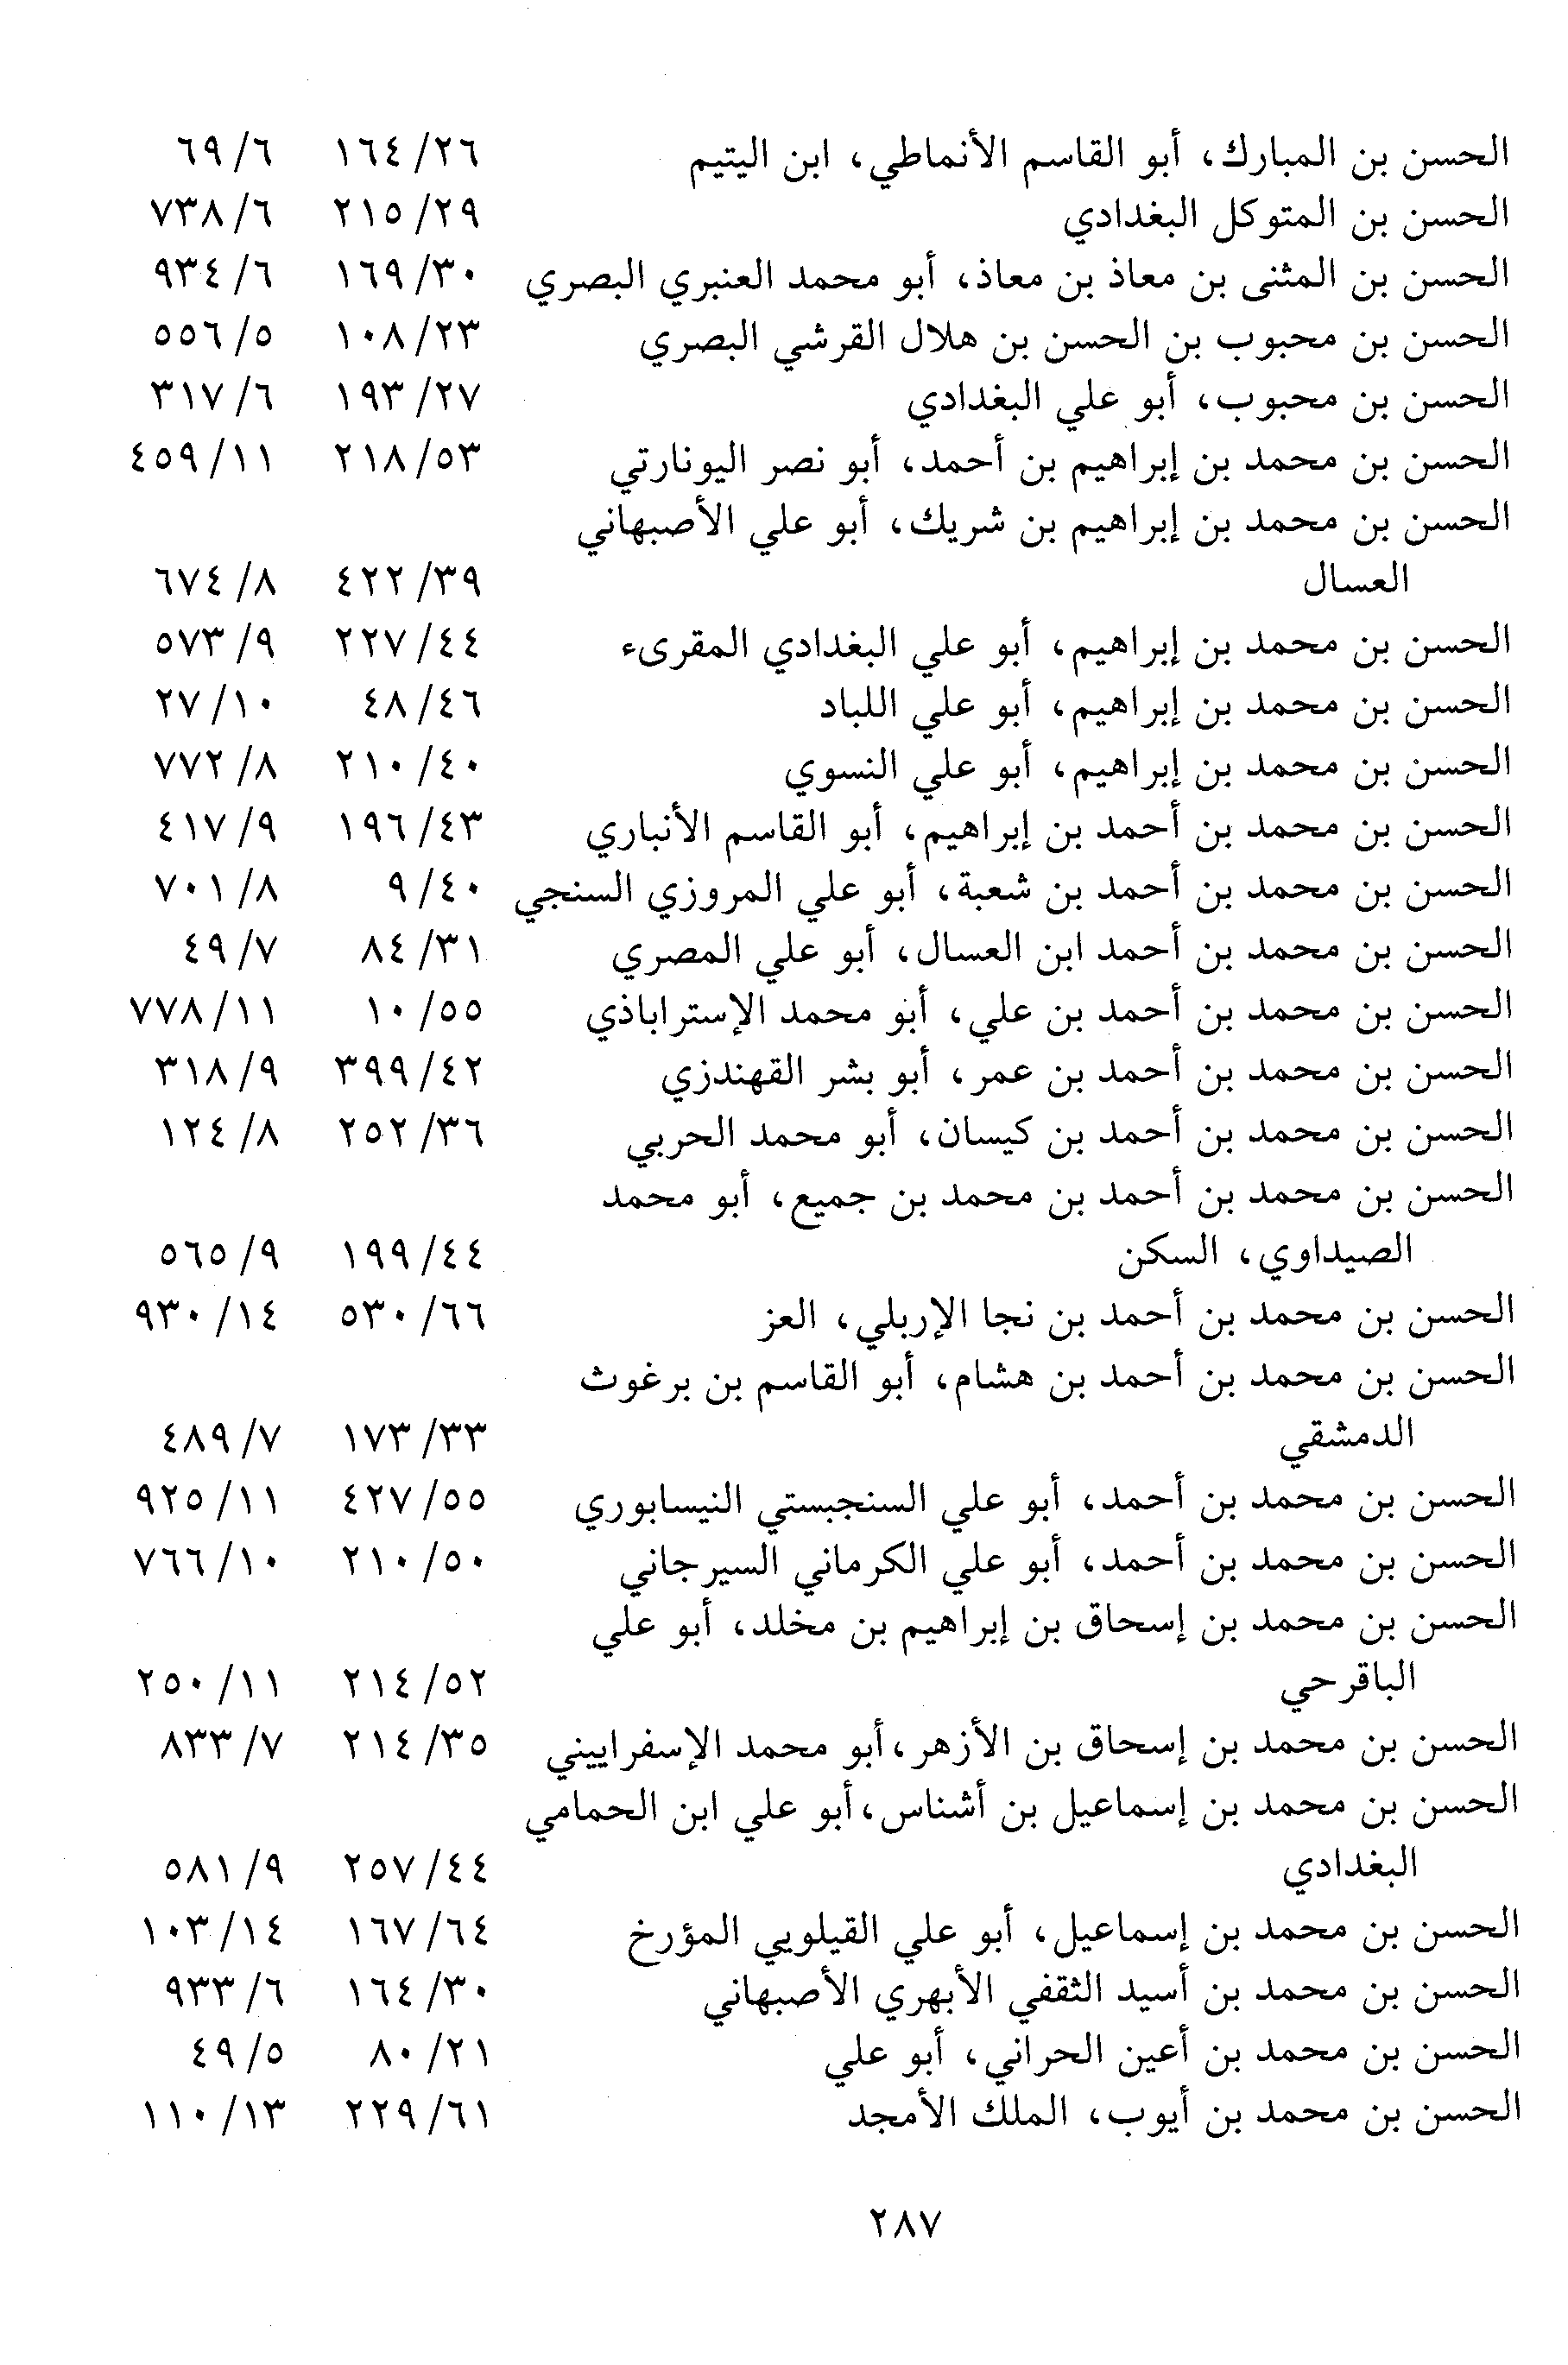 الحسن بن المبارك، أبو القاسم الأنماطي، ابن اليتيم ٢٦/١٦٤ ٦/٦٩
الحسن بن المتوكل البغدادي ٢٩/٢١٥ ٦/٧٣٨
الحسن بن المثنى بن معاذ بن معاذ، أبو محمد العنبري البصري ٣٠/١٦٩ ٦/٩٣٤
الحسن بن محبوب بن الحسن بن هلال القرشي البصري ٢٣/١٠٨ ٥/٥٥٦
الحسن بن محبوب، أبو علي البغدادي ٢٧/١٩٣ ٦/٣١٧
الحسن بن محمد بن إبراهيم بن أحمد، أبو نصر اليونارتي ٥٣/٢١٨ ١١/٤٥٩
الحسن بن محمد بن إبراهيم بن شريك، أبو علي الأصبهاني
العسال ٣٩/٤٢٢ ٨/٦٧٤
الحسن بن محمد بن إبراهيم، أبو علي البغدادي المقرىء ٤٤/٢٢٧ ٩/٥٧٣
الحسن بن محمد بن إبراهيم، أبو علي اللباد ٤٦/٤٨ ١٠/٢٧
الحسن بن محمد بن إبراهيم، أبو علي النسوي ٤٠/٢١٠ ٨/٧٧٢
الحسن بن محمد بن أحمد بن إبراهيم، أبو القاسم الأنباري ٤٣/١٩٦ ٩/٤١٧
الحسن بن محمد بن أحمد بن شعبة، أبو علي المروزي السنجي ٤٠/٩ ٨/٧٠١
الحسن بن محمد بن أحمد ابن العسال، أبو علي المصري ٣١/٨٤ ٧/٤٩
الحسن بن محمد بن أحمد بن علي، أبو محمد الإستراباذي ٥٥/١٠ ١١/٧٧٨
الحسن بن محمد بن أحمد بن عمر، أبو بشر القهندزي ٤٢/٣٩٩ ٩/٣١٨
الحسن بن محمد بن أحمد بن كيسان، أبو محمد الحربي ٣٦/٢٥٢ ٨/١٢٤
الحسن بن محمد بن أحمد بن محمد بن جميع، أبو محمد
الصيداوي، السكن ٤٤/١٩٩ ٩/٥٦٥
الحسن بن محمد بن أحمد بن نجا الإربلي، العز ٦٦/٥٣٠ ١٤/٩٣٠
الحسن بن محمد بن أحمد بن هشام، أبو القاسم بن برغوث
الدمشقي ٣٣/١٧٣ ٧/٤٨٩
الحسن بن محمد بن أحمد، أبو علي السنجبستي النيسابوري ٥٥/٤٢٧ ١١/٩٢٥
الحسن بن محمد بن أحمد، أبو علي الكرماني السيرجاني ٥٠/٢١٠ ١٠/٧٦٦
الحسن بن محمد بن إسحاق بن إبراهيم بن مخلد، أبو علي
الباقرحي ٥٢/٢١٤ ١١/٢٥٠
الحسن بن محمد بن إسحاق بن الأزهر، أبو محمد الإسفراييني ٣٥/٢١٤ ٧/٨٣٣
الحسن بن محمد بن إسماعيل بن أشناس، أبو علي ابن الحمامي
البغدادي ٤٤/٢٥٧ ٩/٥٨١
الحسن بن محمد بن إسماعيل، أبو علي القيلويي المؤرخ ٦٤/١٦٧ ١٤/١٠٣
الحسن بن محمد بن أسيد الثقفي الأبهري الأصبهاني ٣٠/١٦٤ ٦/٩٣٣
الحسن بن محمد بن أعين الحراني، أبو علي ٢١/٨٠ ٥/٤٩
الحسن بن محمد بن أيوب، الملك الأمجد ٦١/٢٢٩ ١٣/١١٠
٢٨٧